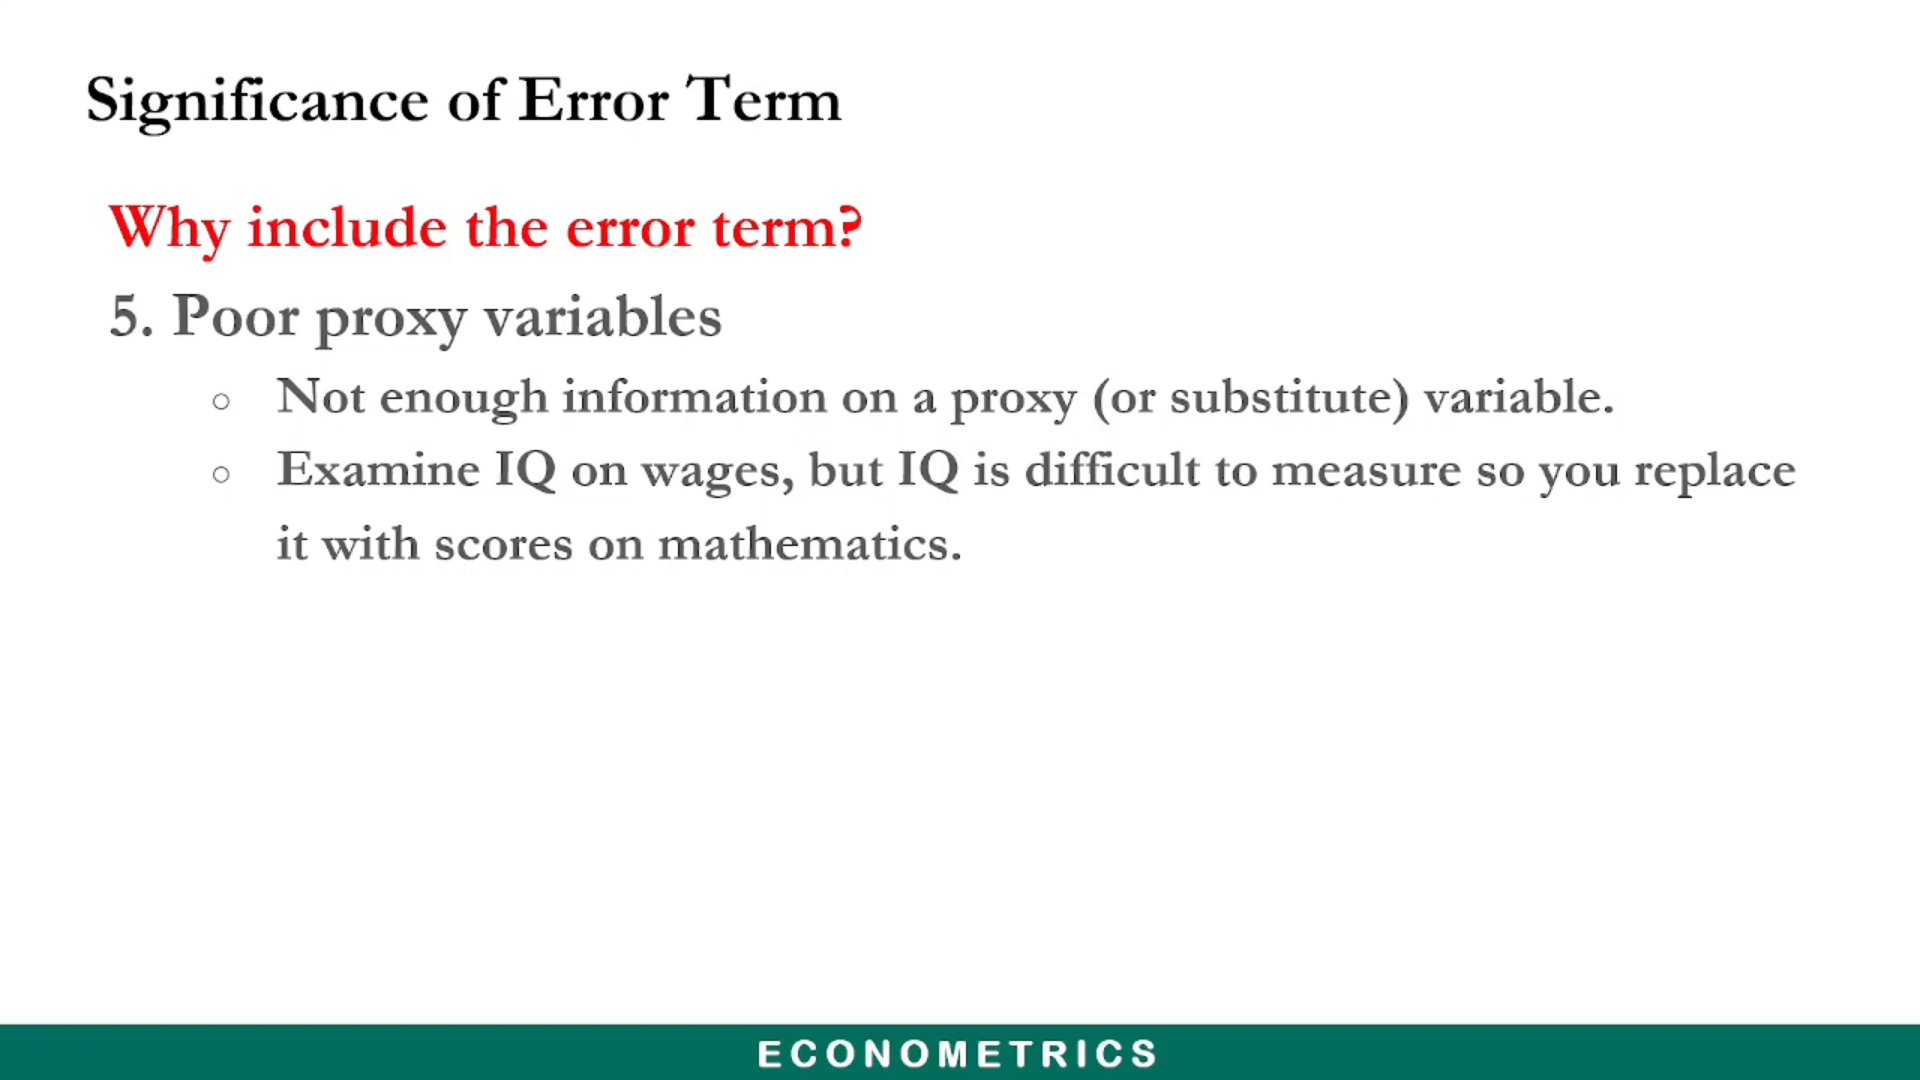 Significance of Error Term
Why include the error term?
5. Poor proxy variables
○ Not enough information on a proxy (or substitute) variable.
○ Examine IQ on wages, but IQ is difficult to measure so you replace
it with scores on mathematics.
ECONOMETRICS